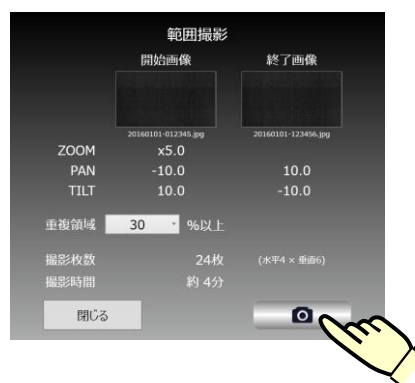 範囲撮影
開始画像 終了画像
20160101-012345.jpg 20160101-123456.jpg
ZOOM x5.0
PAN -10.0 10.0
TILT 10.0 -10.0
重複領域 30 %以上
撮影枚数 24枚 (水平4 × 垂直6)
撮影時間 約 4分
閉じる